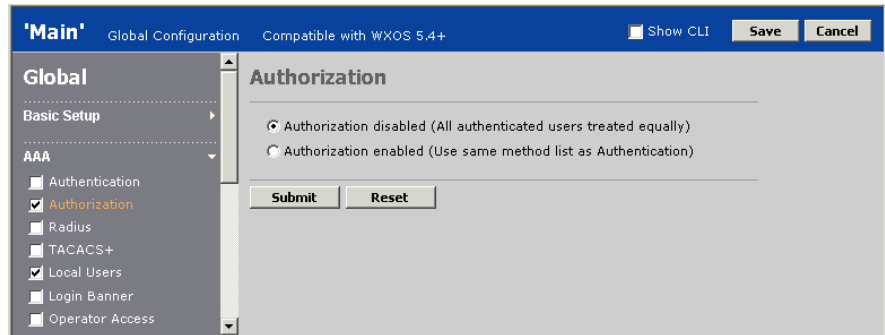 'Main' Global Configuration Compatible with WXOS 5.4+ Show CLI Save Cancel
Global
Basic Setup
AAA
Authentication
Authorization
Radius
TACACS+
Local Users
Login Banner
Operator Access
Authorization
Authorization disabled (All authenticated users treated equally)
Authorization enabled (Use same method list as Authentication)
Submit Reset